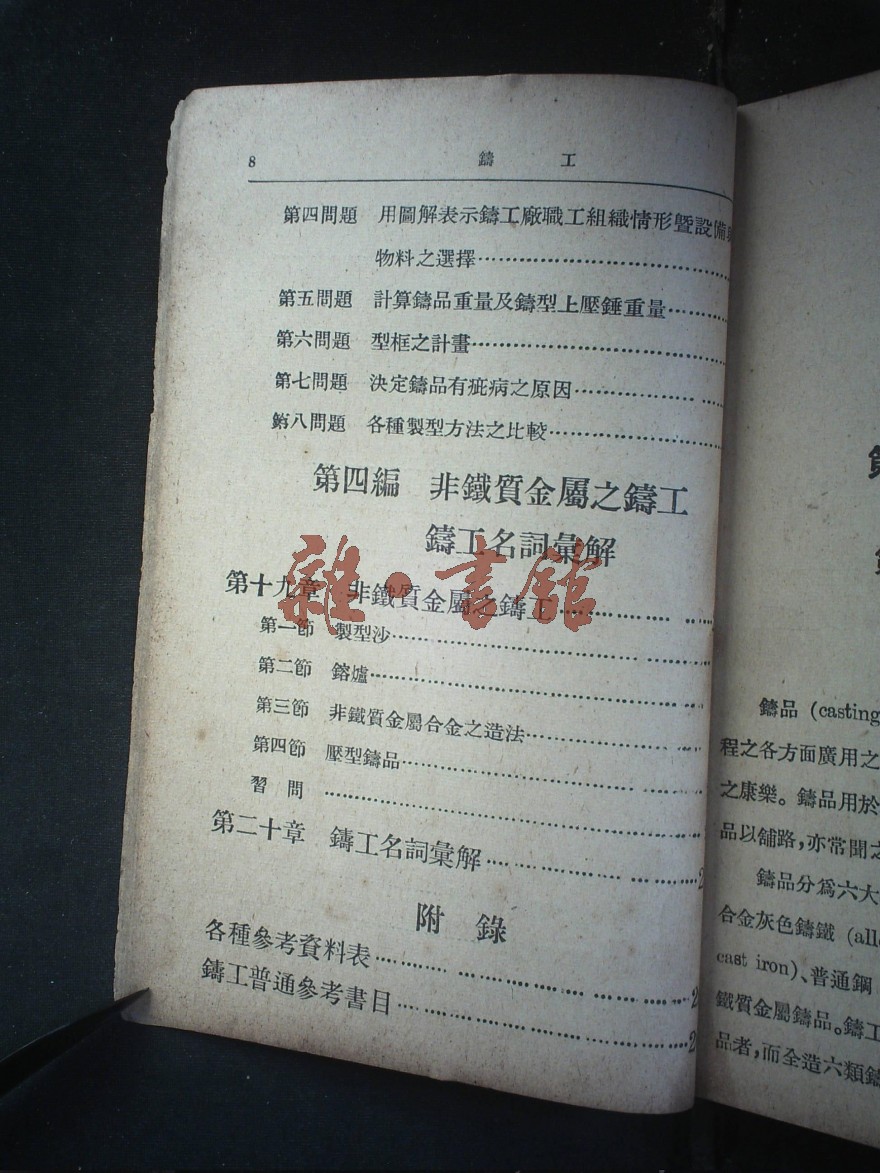 8 鑄 工
第四問題 用圖解表示鑄工廠職工組織情形暨設備
物料之選擇……………………
第五問題 計算鑄品重量及鑄型上壓錘重量……
第六問題 型框之計畫……………………
第七問題 決定鑄品有疵病之原因……………
第八問題 各種製型方法之比較………………
第四編 非鐵質金屬之鑄工
鑄工名詞彙解
雜·書館
第十九章 非鐵質金屬之鑄工……………
第一節 製型沙……………………
第二節 鎔爐……………………
第三節 非鐵質金屬合金之造法……………
第四節 壓型鑄品……………………
習 問 ……………………
第二十章 鑄工名詞彙解……………2
附 錄
各種參考資料表……………………2
鑄工普通參考書目……………………2
鑄品 (casting
程之各方面廣用之
之康樂。鑄品用於
品以舖路,亦常聞之
鑄品分爲六大
合金灰色鑄鐵 (all
cast iron)、普通鋼
鐵質金屬鑄品。鑄工
品者,而全造六類鑄